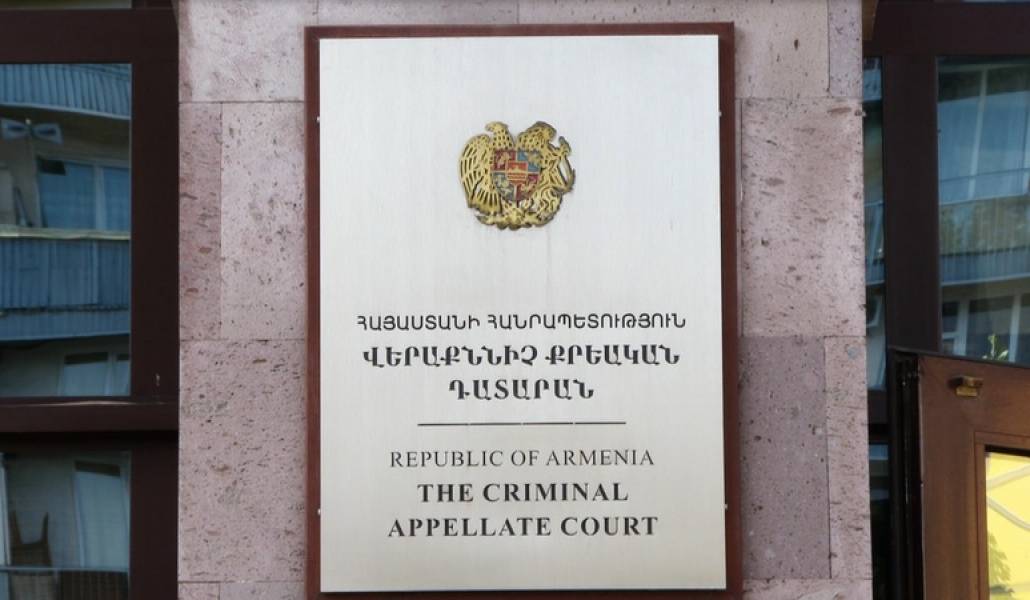 ՀԱՅԱՍՏԱՆԻ ՀԱՆՐԱՊԵՏՈՒԹՅՈՒՆ
ՎԵՐԱՔՆՆԻՉ ՔՐԵԱԿԱՆ
ԴԱՏԱՐԱՆ
REPUBLIC OF ARMENIA
THE CRIMINAL
APPELLATE COURT